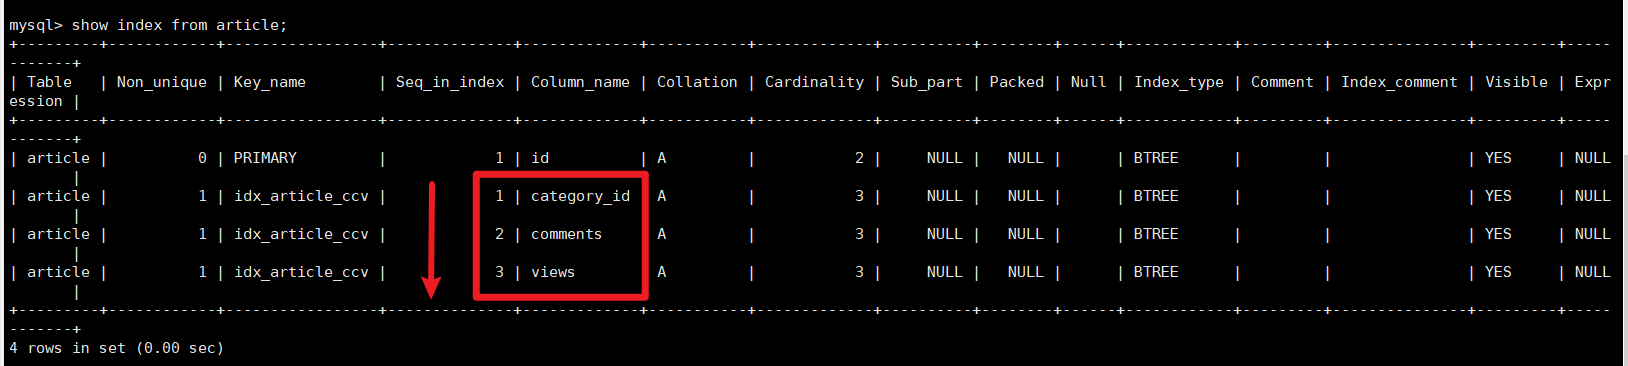 mysql> show index from article;
+---------+------------+-----------------+--------------+-------------+-----------+-------------+----------+--------+------+------------+---------+---------------+---------+-----
-------+
| Table   | Non_unique | Key_name        | Seq_in_index | Column_name | Collation | Cardinality | Sub_part | Packed | Null | Index_type | Comment | Index_comment | Visible | Expr
ession |
+---------+------------+-----------------+--------------+-------------+-----------+-------------+----------+--------+------+------------+---------+---------------+---------+-----
-------+
| article |          0 | PRIMARY         |            1 | id          | A         |           2 |     NULL |   NULL |      | BTREE      |         |               | YES     | NULL
       |
| article |          1 | idx_article_ccv |            1 | category_id | A         |           3 |     NULL |   NULL |      | BTREE      |         |               | YES     | NULL
       |
| article |          1 | idx_article_ccv |            2 | comments    | A         |           3 |     NULL |   NULL |      | BTREE      |         |               | YES     | NULL
       |
| article |          1 | idx_article_ccv |            3 | views       | A         |           3 |     NULL |   NULL |      | BTREE      |         |               | YES     | NULL
       |
+---------+------------+-----------------+--------------+-------------+-----------+-------------+----------+--------+------+------------+---------+---------------+---------+-----
-------+
4 rows in set (0.00 sec)